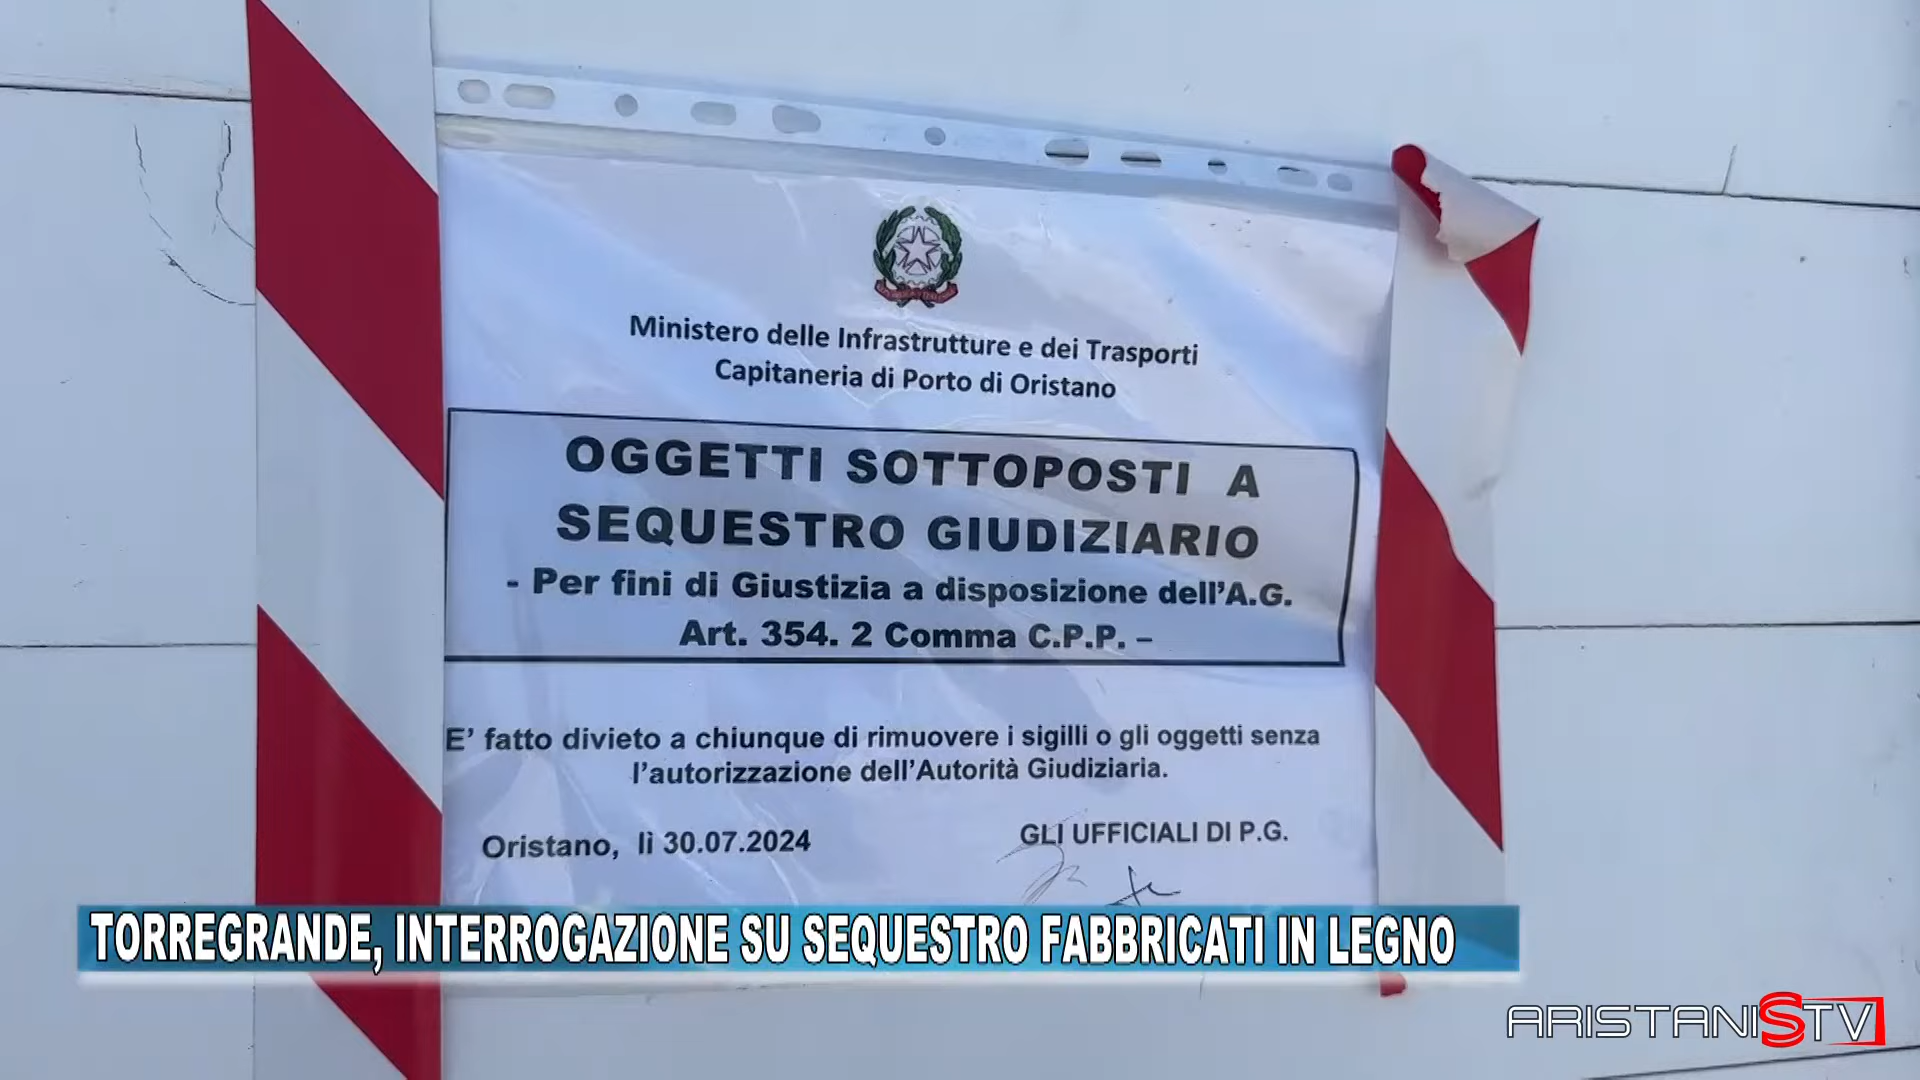 Ministero delle Infrastrutture e dei Trasporti
Capitaneria di Porto di Oristano
OGGETTI SOTTOPOSTI A
SEQUESTRO GIUDIZIARIO
- Per fini di Giustizia a disposizione dell'A.G.
Art. 354. 2 Comma C.P.P. –
E' fatto divieto a chiunque di rimuovere i sigilli o gli oggetti senza
l'autorizzazione dell'Autorità Giudiziaria.
Oristano, lì 30.07.2024
GLI UFFICIALI DI P.G.
TORREGRANDE, INTERROGAZIONE SU SEQUESTRO FABBRICATI IN LEGNO
ARISTANISTV